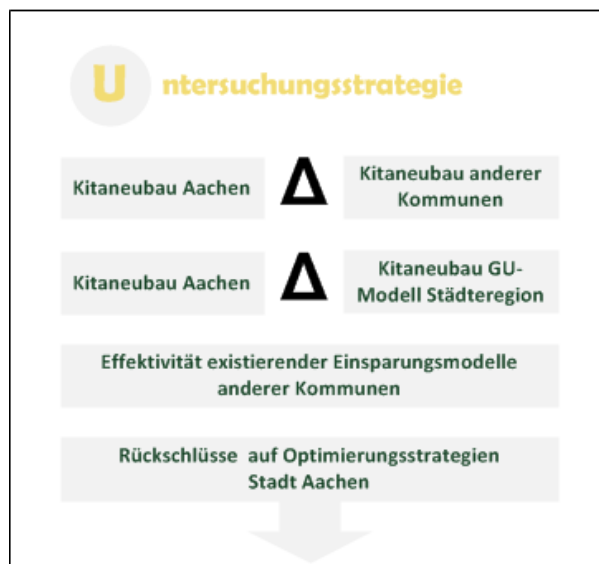 Untersuchungsstrategie
Kitaneubau Aachen Δ Kitaneubau anderer
Kommunen
Kitaneubau Aachen Δ Kitaneubau GU-
Modell Städteregion
Effektivität existierender Einsparungsmodelle
anderer Kommunen
Rückschlüsse auf Optimierungsstrategien
Stadt Aachen